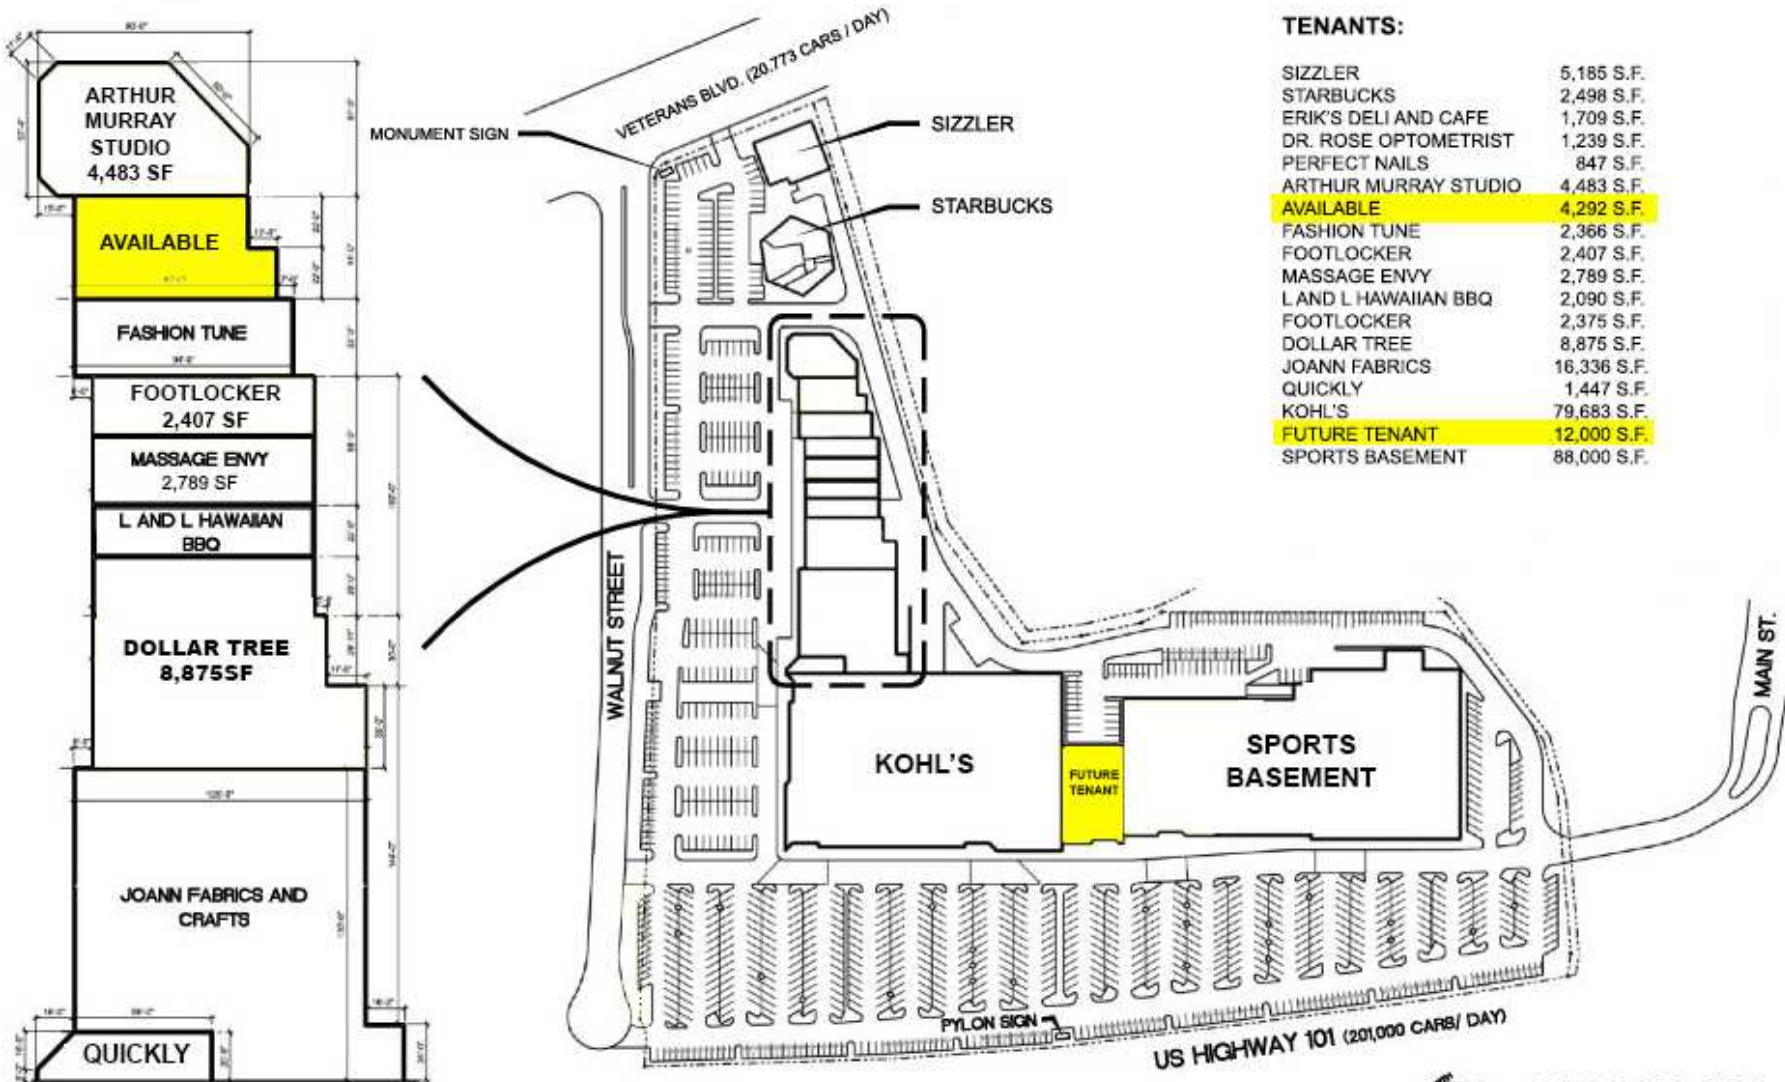 ARTHUR
MURRAY
STUDIO
4,483 SF
AVAILABLE
FASHION TUNE
FOOTLOCKER
2,407 SF
MASSAGE ENVY
2,789 SF
L AND L HAWAIIAN
BBQ
DOLLAR TREE
8,875SF
JOANN FABRICS AND
CRAFTS
QUICKLY
MONUMENT SIGN
VETERANS BLVD. (20.773 CARS / DAY)
SIZZLER
STARBUCKS
WALNUT STREET
KOHL'S
FUTURE
TENANT
SPORTS
BASEMENT
MAIN ST.
PYLON SIGN
US HIGHWAY 101 (201,000 CARS/ DAY)
TENANTS:
SIZZLER 5,185 S.F.
STARBUCKS 2,498 S.F.
ERIK'S DELI AND CAFE 1,709 S.F.
DR. ROSE OPTOMETRIST 1,239 S.F.
PERFECT NAILS 847 S.F.
ARTHUR MURRAY STUDIO 4,483 S.F.
AVAILABLE 4,292 S.F.
FASHION TUNE 2,366 S.F.
FOOTLOCKER 2,407 S.F.
MASSAGE ENVY 2,789 S.F.
L AND L HAWAIIAN BBQ 2,090 S.F.
FOOTLOCKER 2,375 S.F.
DOLLAR TREE 8,875 S.F.
JOANN FABRICS 16,336 S.F.
QUICKLY 1,447 S.F.
KOHL'S 79,683 S.F.
FUTURE TENANT 12,000 S.F.
SPORTS BASEMENT 88,000 S.F.